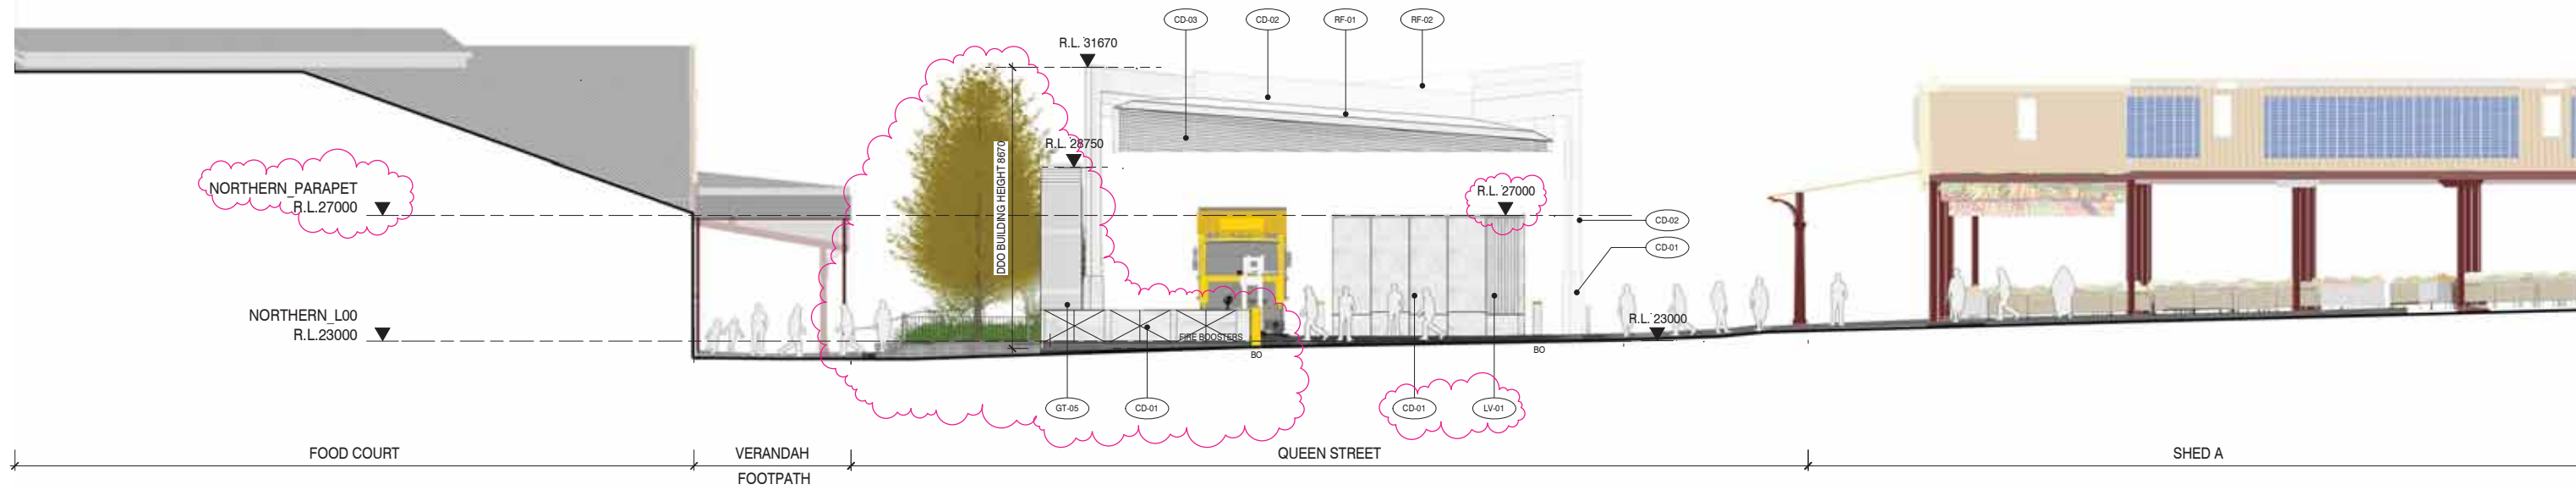 CD-03
CD-02
RF-01
RF-02
R.L. 31670
R.L. 28750
DDO BUILDING HEIGHT 8670
NORTHERN_PARAPET
R.L.27000
R.L. 27000
CD-02
CD-01
NORTHERN_L00
R.L.23000
R.L. 23000
FIRE BOOSTERS
BO
BO
GT-05
CD-01
CD-01
LV-01
FOOD COURT
VERANDAH
QUEEN STREET
SHED A
FOOTPATH